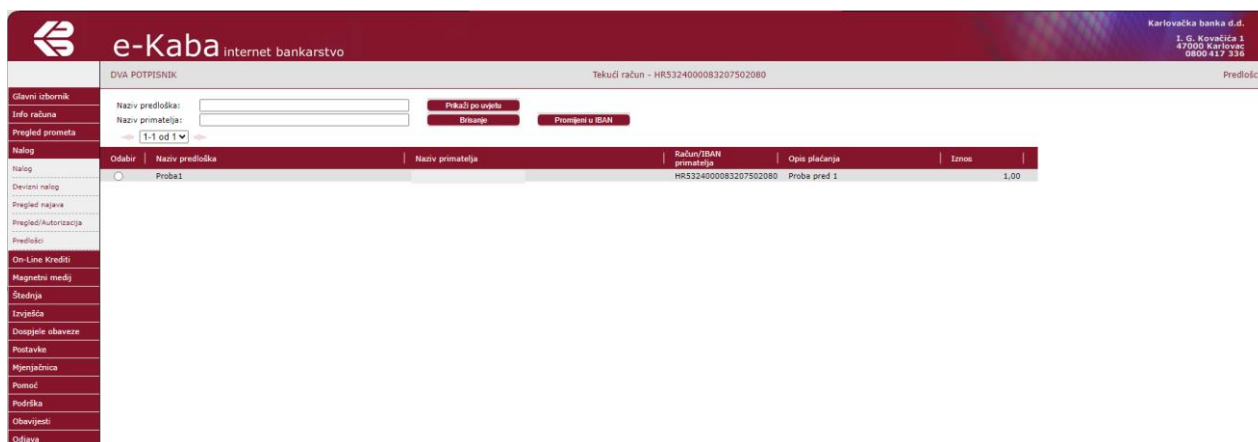 e-Kaba internet bankarstvo
Karlovačka banka d.d.
I. G. Kovačića 1
47000 Karlovac
0800 417 336
DVA POTPISNIK
Tekući račun - HR5324000083207502080
Predlošc
Glavni izbornik
Info računa
Pregled prometa
Nalog
Nalog
Devizni nalog
Pregled najava
Pregled/Autorizacija
Predlošci
On-Line Krediti
Magnetni medij
Štednja
Izvješća
Dospjele obaveze
Postavke
Mjenjačnica
Pomoć
Podrška
Obavijesti
Odjava
Naziv predloška:
Prikaži po uvjetu
Naziv primatelja:
Brisanje
Promijeni u IBAN
1-1 od 1
Odabir
Naziv predloška
Naziv primatelja
Račun/IBAN
primatelja
Opis plaćanja
Iznos
Proba1
HR5324000083207502080
Proba pred 1
1,00